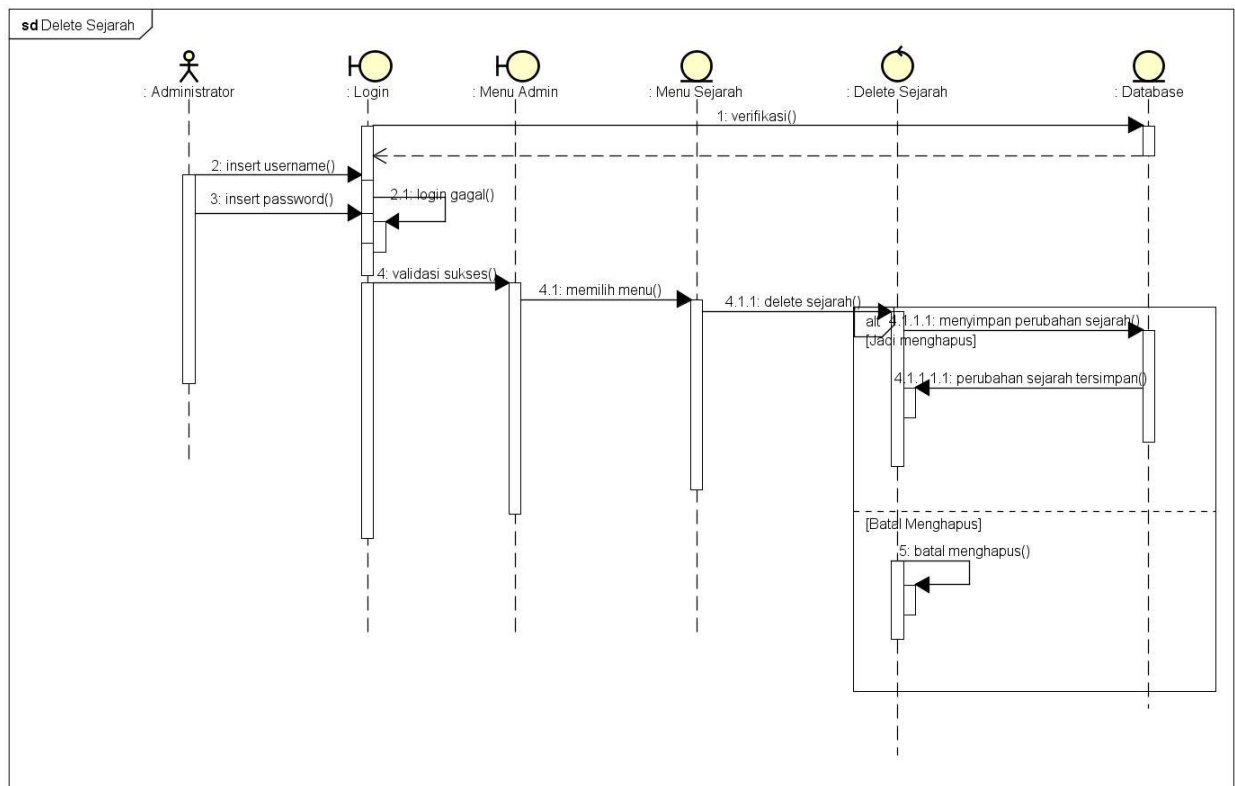 sd Delete Sejarah
: Administrator
: Login
: Menu Admin
: Menu Sejarah
: Delete Sejarah
: Database
1: verifikasi()
2: insert username()
2.1: login gagal()
3: insert password()
4: validasi sukses()
4.1: memilih menu()
4.1.1: delete sejarah()
alt
4.1.1.1: menyimpan perubahan sejarah()
[Jadi menghapus]
4.1.1.1.1: perubahan sejarah tersimpan()
[Batal Menghapus]
5: batal menghapus()